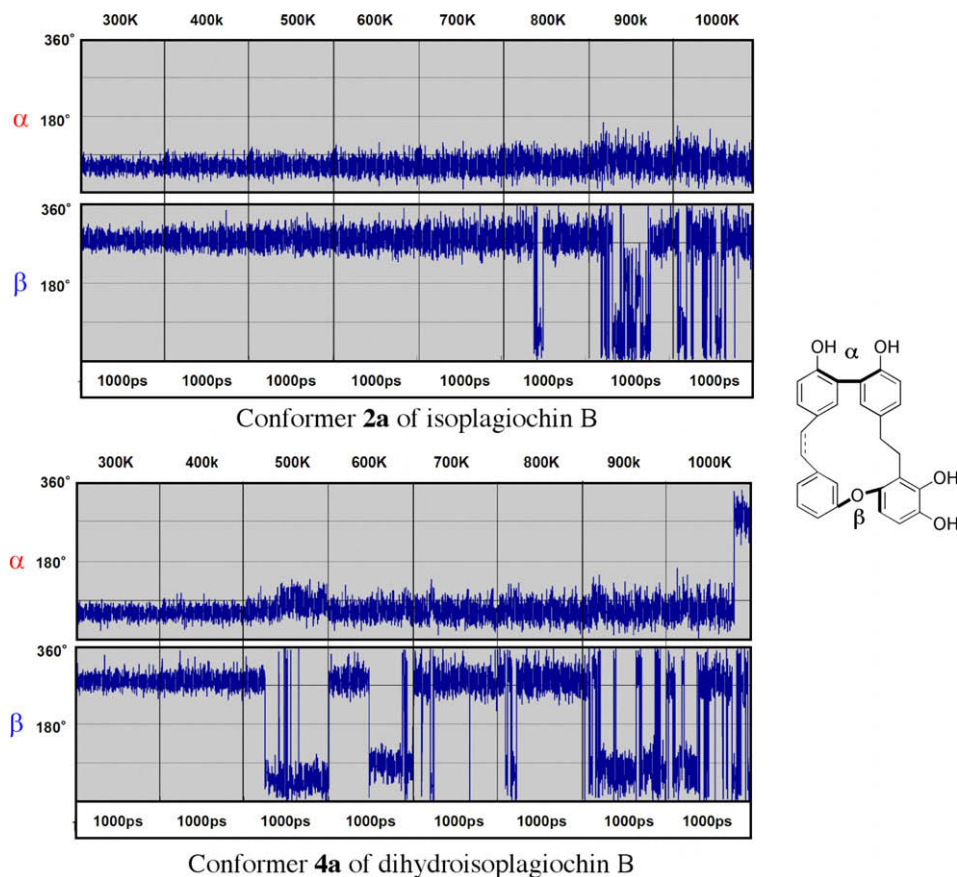 300K 400k 500K 600K 700K 800K 900k 1000K
360°
α
180°
360°
β
180°
1000ps 1000ps 1000ps 1000ps 1000ps 1000ps 1000ps 1000ps
Conformer 2a of isoplagiochin B
300K 400k 500K 600K 700K 800K 900k 1000K
360°
α
180°
360°
β
180°
1000ps 1000ps 1000ps 1000ps 1000ps 1000ps 1000ps 1000ps
Conformer 4a of dihydroisoplagiochin B
OH α OH
OH
O
β
OH